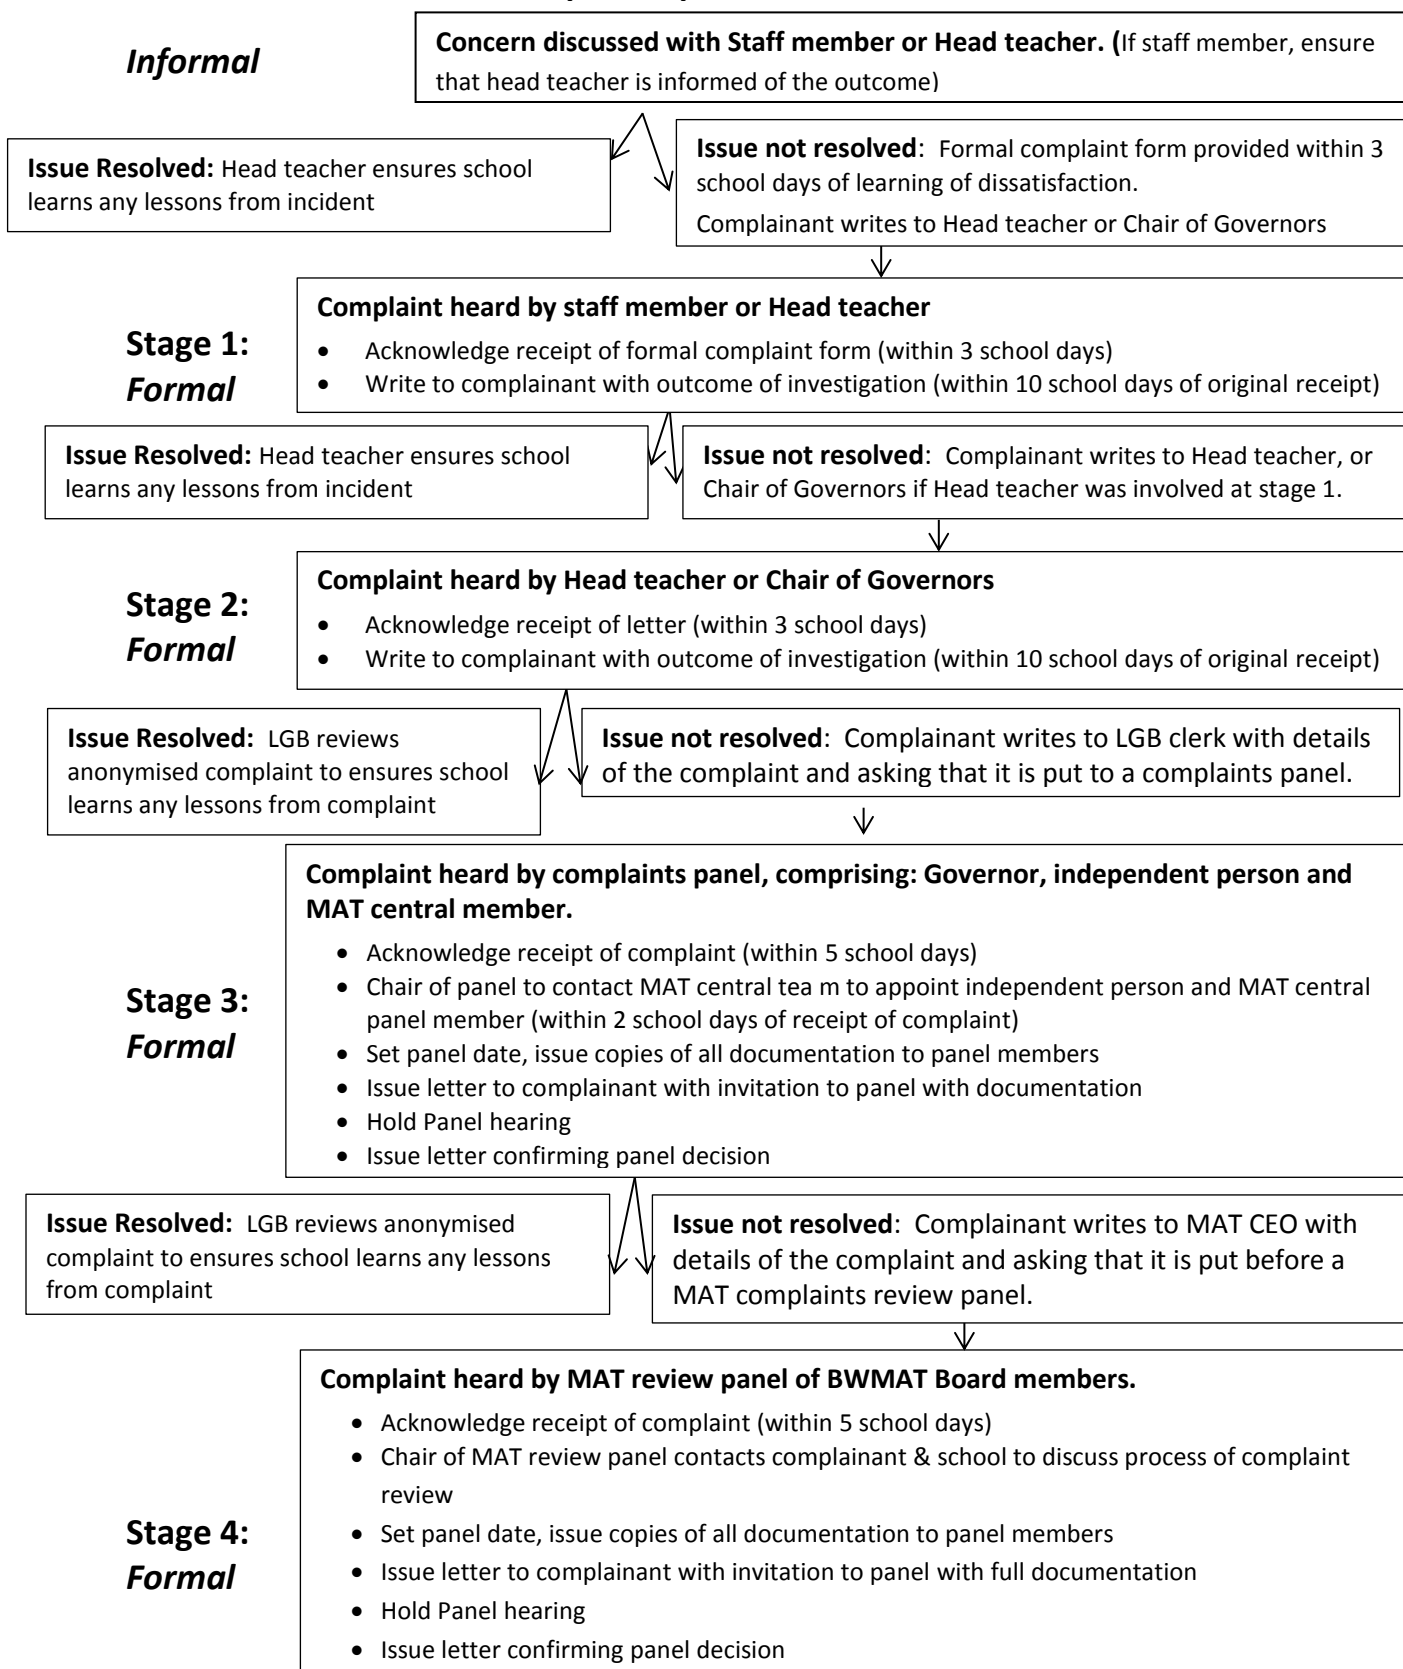 Informal
Concern discussed with Staff member or Head teacher. (If staff member, ensure
that head teacher is informed of the outcome)
Issue Resolved: Head teacher ensures school
learns any lessons from incident
Issue not resolved: Formal complaint form provided within 3
school days of learning of dissatisfaction.
Complainant writes to Head teacher or Chair of Governors
Stage 1:
Formal
Complaint heard by staff member or Head teacher
• Acknowledge receipt of formal complaint form (within 3 school days)
• Write to complainant with outcome of investigation (within 10 school days of original receipt)
Issue Resolved: Head teacher ensures school
learns any lessons from incident
Issue not resolved: Complainant writes to Head teacher, or
Chair of Governors if Head teacher was involved at stage 1.
Stage 2:
Formal
Complaint heard by Head teacher or Chair of Governors
• Acknowledge receipt of letter (within 3 school days)
• Write to complainant with outcome of investigation (within 10 school days of original receipt)
Issue Resolved: LGB reviews
anonymised complaint to ensures school
learns any lessons from complaint
Issue not resolved: Complainant writes to LGB clerk with details
of the complaint and asking that it is put to a complaints panel.
Stage 3:
Formal
Complaint heard by complaints panel, comprising: Governor, independent person and
MAT central member.
• Acknowledge receipt of complaint (within 5 school days)
• Chair of panel to contact MAT central tea m to appoint independent person and MAT central
panel member (within 2 school days of receipt of complaint)
• Set panel date, issue copies of all documentation to panel members
• Issue letter to complainant with invitation to panel with documentation
• Hold Panel hearing
• Issue letter confirming panel decision
Issue Resolved: LGB reviews anonymised
complaint to ensures school learns any lessons
from complaint
Issue not resolved: Complainant writes to MAT CEO with
details of the complaint and asking that it is put before a
MAT complaints review panel.
Stage 4:
Formal
Complaint heard by MAT review panel of BWMAT Board members.
• Acknowledge receipt of complaint (within 5 school days)
• Chair of MAT review panel contacts complainant & school to discuss process of complaint
review
• Set panel date, issue copies of all documentation to panel members
• Issue letter to complainant with invitation to panel with full documentation
• Hold Panel hearing
• Issue letter confirming panel decision